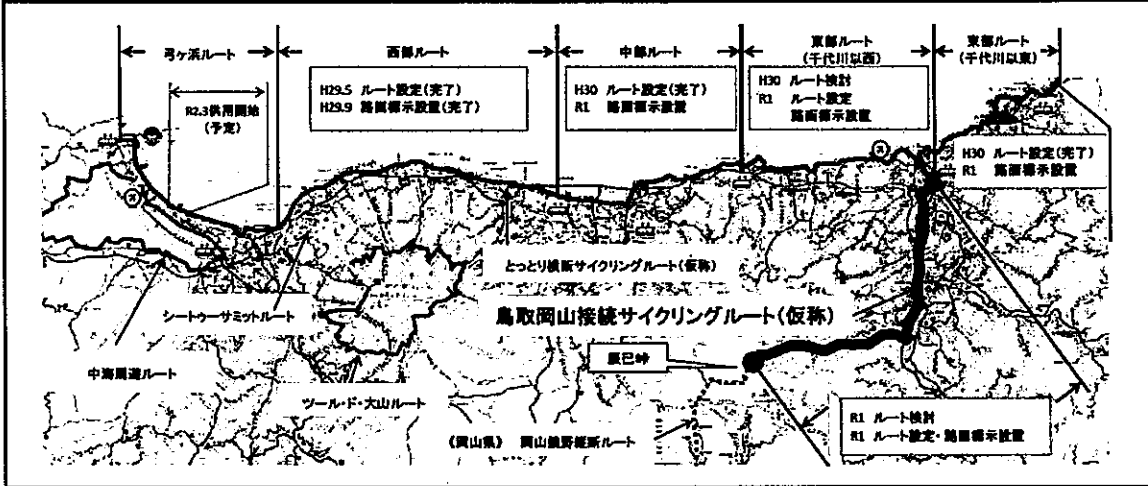 弓ヶ浜ルート
西部ルート
中部ルート
東部ルート
(千代川以西)
東部ルート
(千代川以東)
R2.3供用開始
(予定)
H29.5 ルート設定(完了)
H29.9 路面標示設置(完了)
H30 ルート設定(完了)
R1 路面標示設置
H30 ルート検討
R1 ルート設定
路面標示設置
H30 ルート設定(完了)
R1 路面標示設置
とっとり横断サイクリングルート(仮称)
シートゥーサミットルート
鳥取岡山接続サイクリングルート(仮称)
辰巳峠
中海周遊ルート
ツール・ド・大山ルート
(岡山県) 岡山美野縦断ルート
R1 ルート検討
R1 ルート設定・路面標示設置